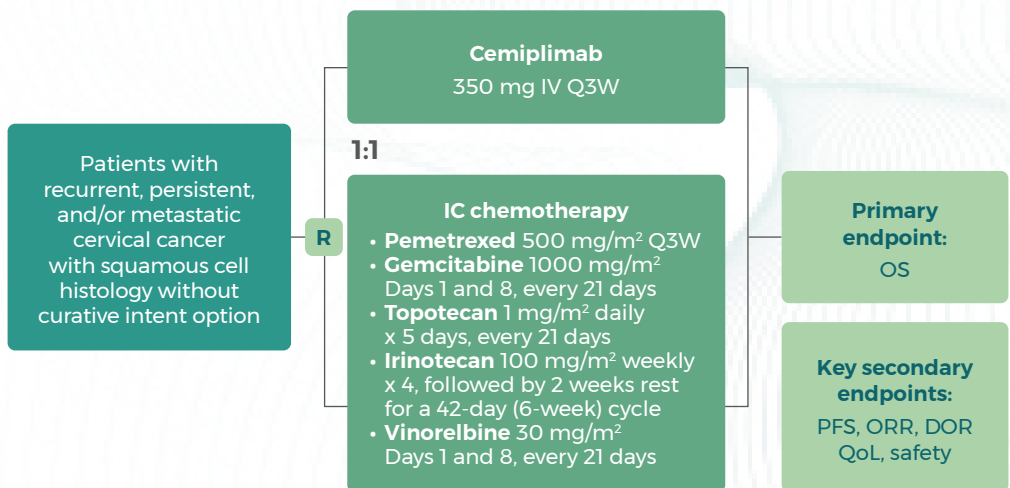 Patients with
recurrent, persistent,
and/or metastatic
cervical cancer
with squamous cell
histology without
curative intent option
R
1:1
Cemiplimab
350 mg IV Q3W
IC chemotherapy
• Pemetrexed 500 mg/m² Q3W
• Gemcitabine 1000 mg/m²
Days 1 and 8, every 21 days
• Topotecan 1 mg/m² daily
x 5 days, every 21 days
• Irinotecan 100 mg/m² weekly
x 4, followed by 2 weeks rest
for a 42-day (6-week) cycle
• Vinorelbine 30 mg/m²
Days 1 and 8, every 21 days
Primary
endpoint:
OS
Key secondary
endpoints:
PFS, ORR, DOR
QoL, safety